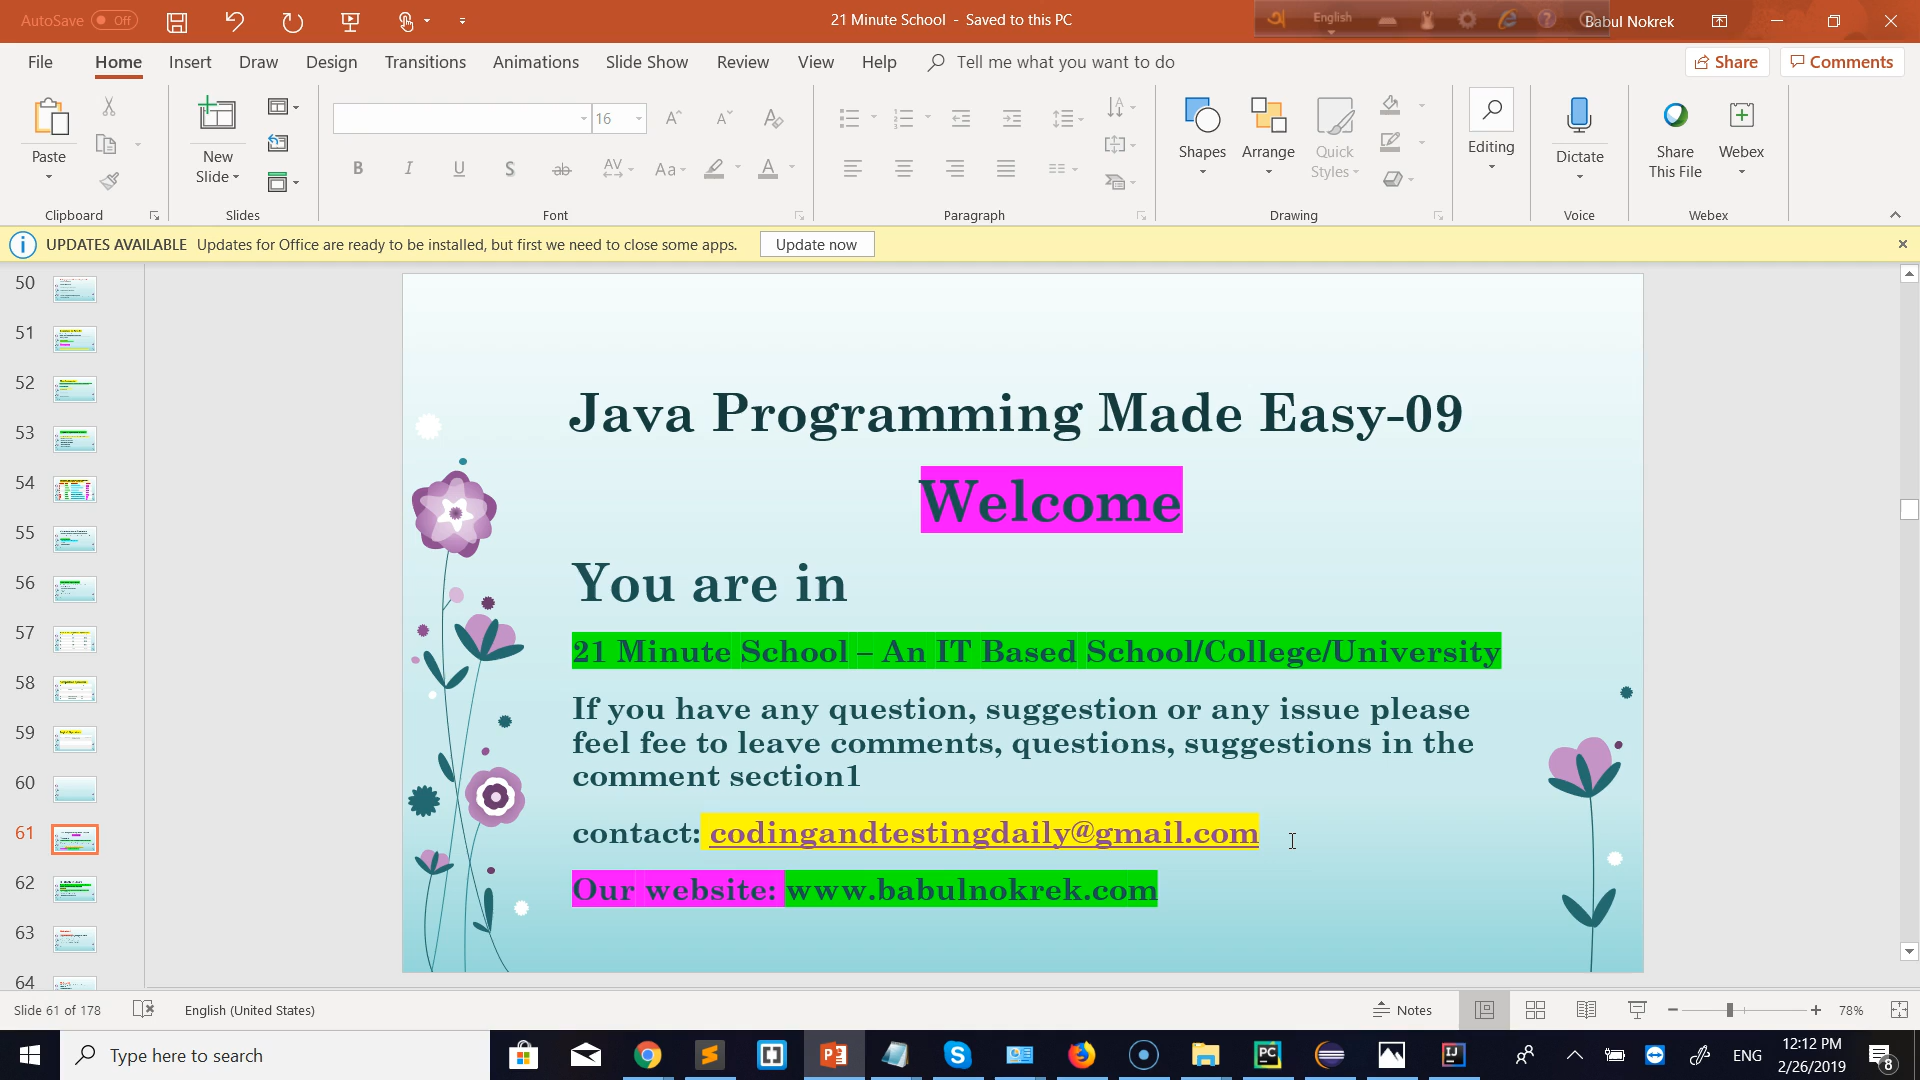 AutoSave Off
21 Minute School - Saved to this PC
English
Babul Nokrek
File Home Insert Draw Design Transitions Animations Slide Show Review View Help Tell me what you want to do
Share Comments
Paste
New Slide
16
Shapes
Arrange
Quick Styles
Editing
Dictate
Share This File
Webex
Clipboard Slides Font Paragraph Drawing Voice Webex
UPDATES AVAILABLE Updates for Office are ready to be installed, but first we need to close some apps. Update now
50
51
52
53
54
55
56
57
58
59
60
61
62
63
64
Java Programming Made Easy-09
Welcome
You are in
21 Minute School – An IT Based School/College/University
If you have any question, suggestion or any issue please
feel fee to leave comments, questions, suggestions in the
comment section1
contact: codingandtestingdaily@gmail.com
Our website: www.babulnokrek.com
Slide 61 of 178 English (United States) Notes 78%
Type here to search
ENG
12:12 PM
2/26/2019
8